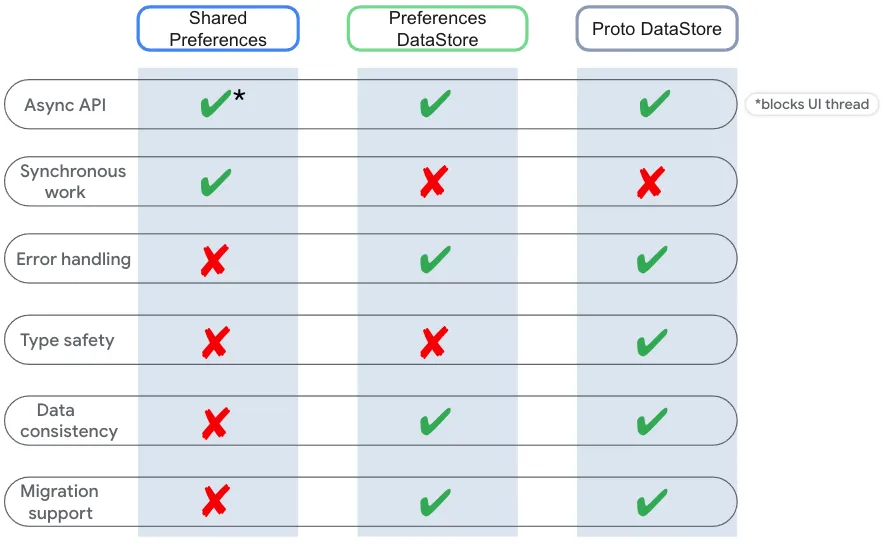 Shared
Preferences
Preferences
DataStore
Proto DataStore
Async API
*
*blocks UI thread
Synchronous
work
Error handling
Type safety
Data
consistency
Migration
support